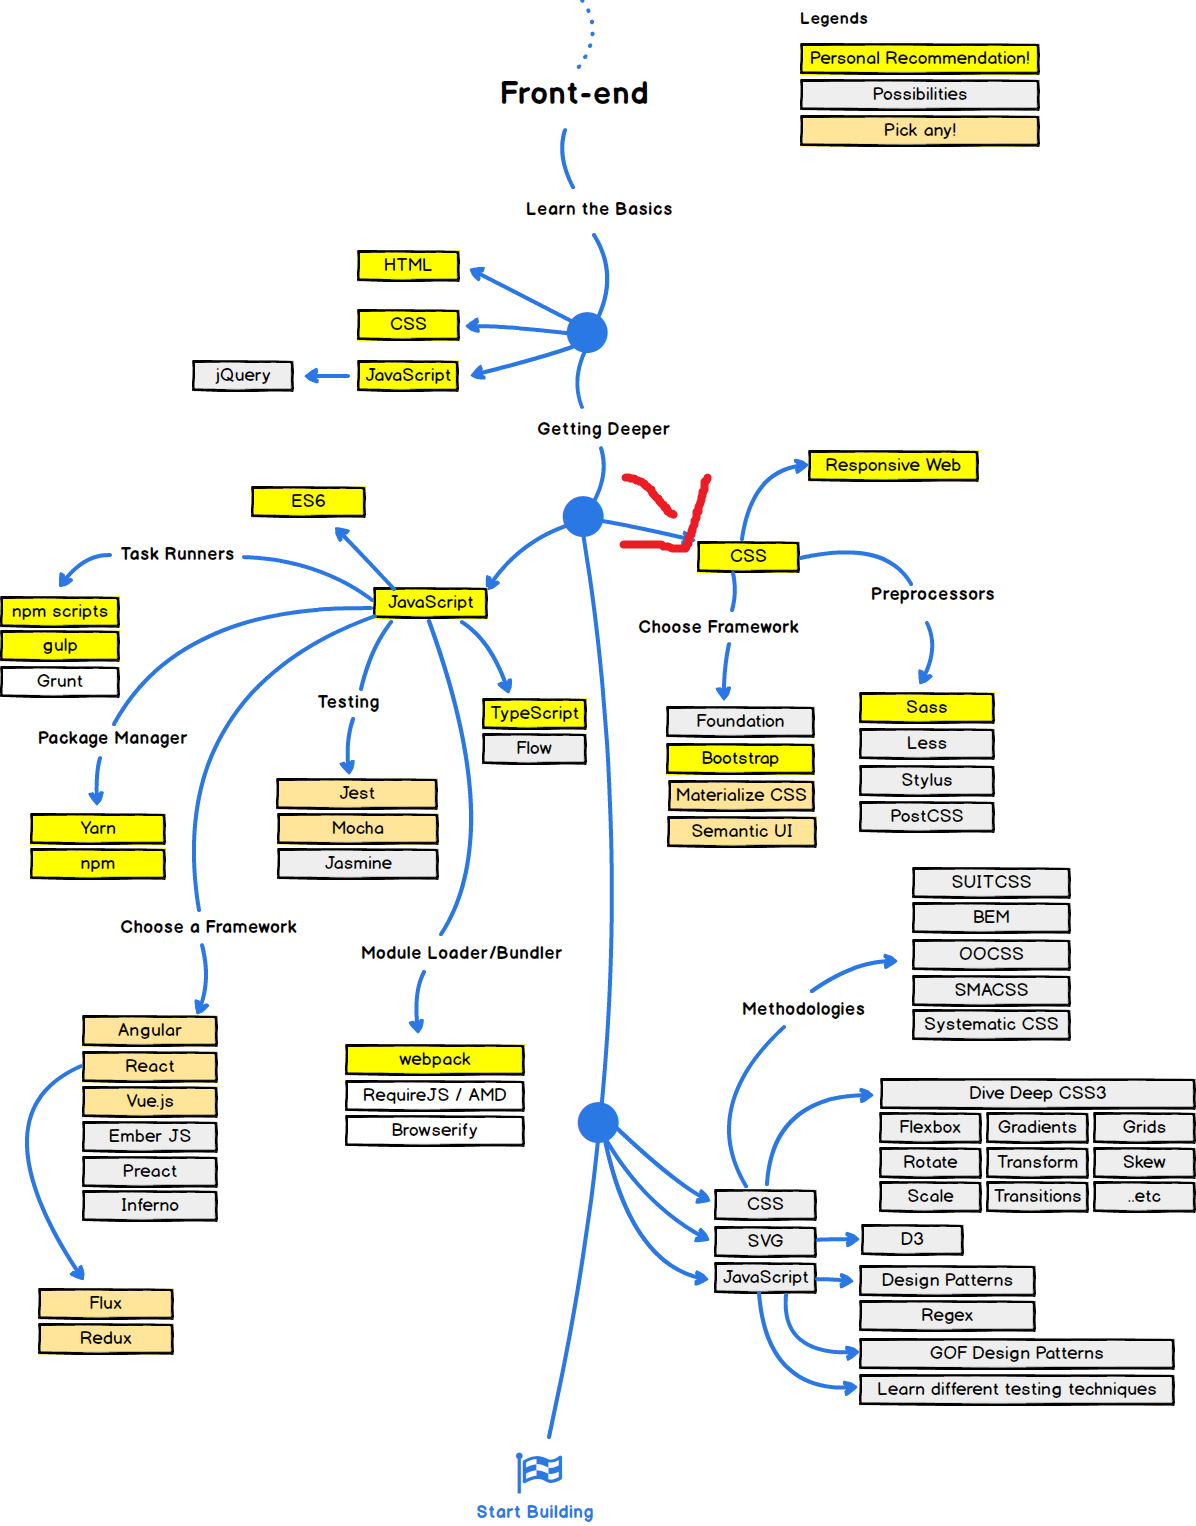 Legends
Personal Recommendation!
Possibilities
Pick any!
Front-end
Learn the Basics
HTML
CSS
JavaScript
jQuery
Getting Deeper
Responsive Web
ES6
CSS
Task Runners
JavaScript
npm scripts
gulp
Grunt
Preprocessors
Choose Framework
Sass
Less
Stylus
PostCSS
Foundation
Bootstrap
Materialize CSS
Semantic UI
Testing
TypeScript
Flow
Package Manager
Jest
Mocha
Jasmine
Yarn
npm
Choose a Framework
Module Loader/Bundler
SUITCSS
BEM
OOCSS
SMACSS
Systematic CSS
Methodologies
Angular
React
Vue.js
Ember JS
Preact
Inferno
webpack
RequireJS / AMD
Browserify
Dive Deep CSS3
Flexbox Gradients Grids
Rotate Transform Skew
Scale Transitions ..etc
CSS
SVG
D3
JavaScript
Design Patterns
Regex
GOF Design Patterns
Learn different testing techniques
Flux
Redux
Start Building